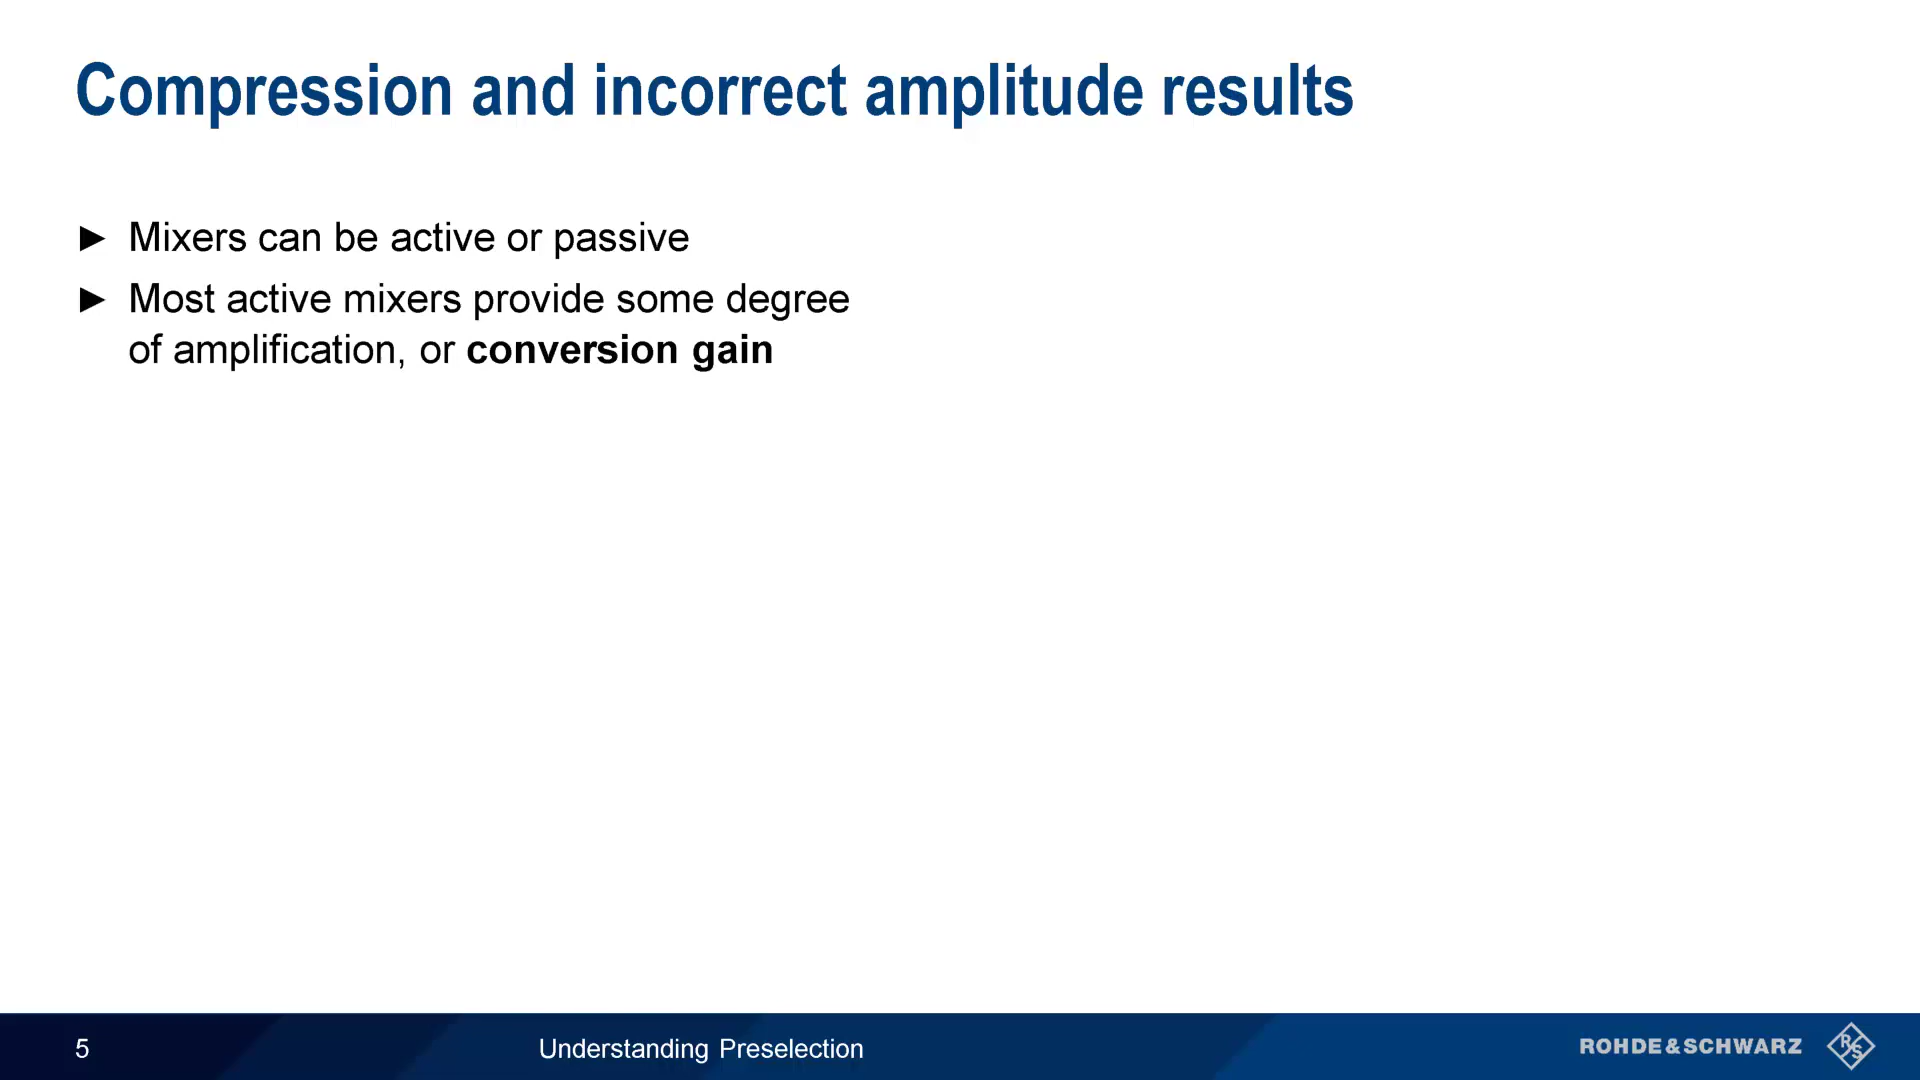 Compression and incorrect amplitude results
► Mixers can be active or passive
► Most active mixers provide some degree
of amplification, or conversion gain
5
Understanding Preselection
ROHDE&SCHWARZ
R&S